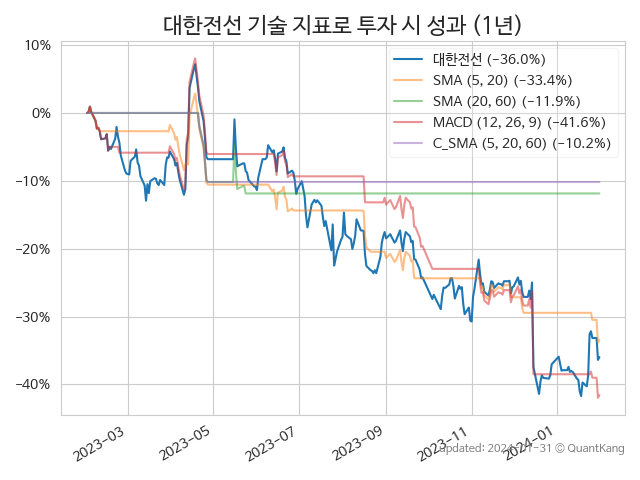 대한전선 기술 지표로 투자 시 성과 (1년)
10%
0%
−10%
−20%
−30%
−40%
대한전선 (−36.0%)
SMA (5, 20) (−33.4%)
SMA (20, 60) (−11.9%)
MACD (12, 26, 9) (−41.6%)
C_SMA (5, 20, 60) (−10.2%)
2023−03
2023−05
2023−07
2023−09
2023−11
2024−01
updated: 2024−01−31 © QuantKang